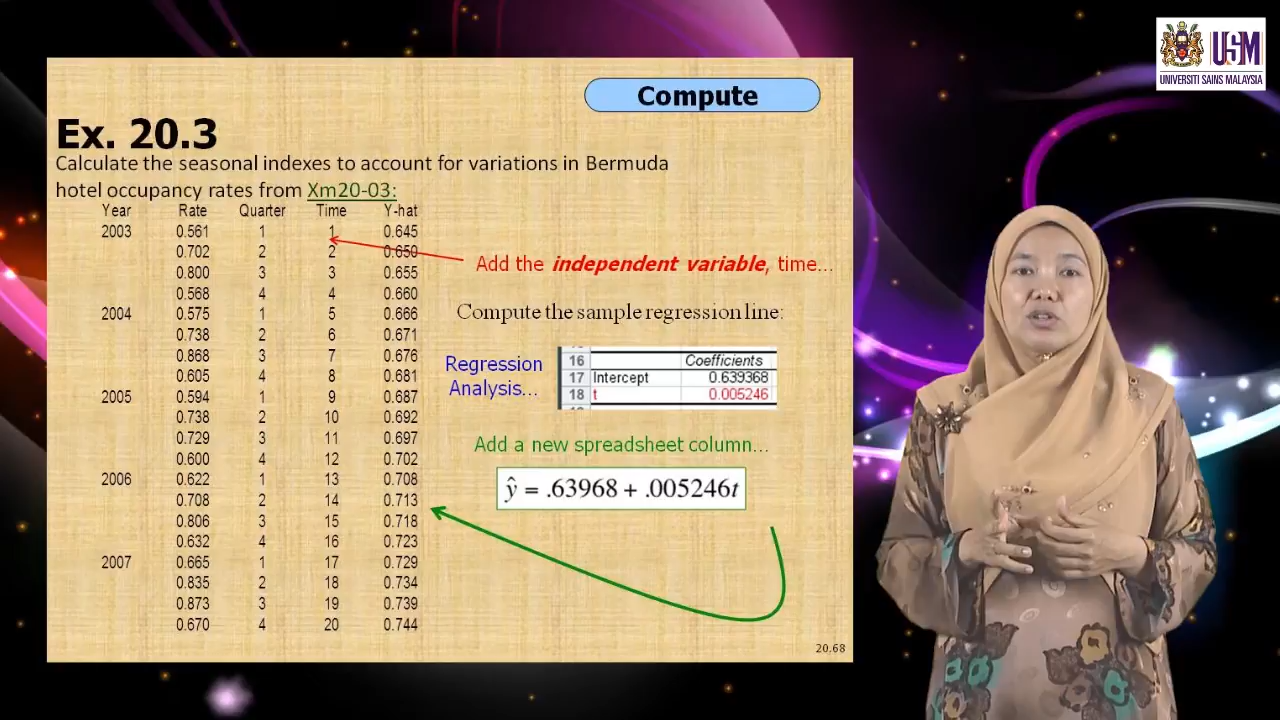 USM
UNIVERSITI SAINS MALAYSIA
Compute
Ex. 20.3
Calculate the seasonal indexes to account for variations in Bermuda
hotel occupancy rates from Xm20-03:
Year Rate Quarter Time Y-hat
2003 0.561 1 1 0.645
0.702 2 2 0.650
0.800 3 3 0.655
0.568 4 4 0.660
2004 0.575 1 5 0.666
0.738 2 6 0.671
0.868 3 7 0.676
0.605 4 8 0.681
2005 0.594 1 9 0.687
0.738 2 10 0.692
0.729 3 11 0.697
0.600 4 12 0.702
2006 0.622 1 13 0.708
0.708 2 14 0.713
0.806 3 15 0.718
0.632 4 16 0.723
2007 0.665 1 17 0.729
0.835 2 18 0.734
0.873 3 19 0.739
0.670 4 20 0.744
Add the independent variable, time...
Compute the sample regression line:
Regression
Analysis...
16 Coefficients
17 Intercept 0.639368
18 t 0.005246
Add a new spreadsheet column...
ŷ = .63968 + .005246t
20.68